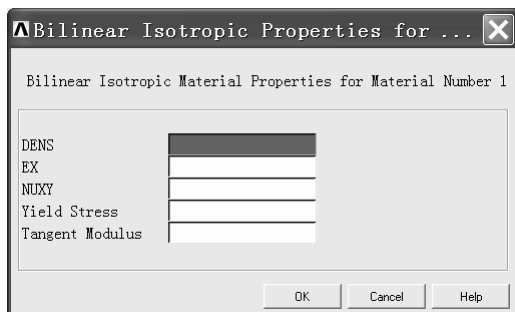 Bilinear Isotropic Properties for ...
Bilinear Isotropic Material Properties for Material Number 1
DENS
EX
NUXY
Yield Stress
Tangent Modulus
OK Cancel Help